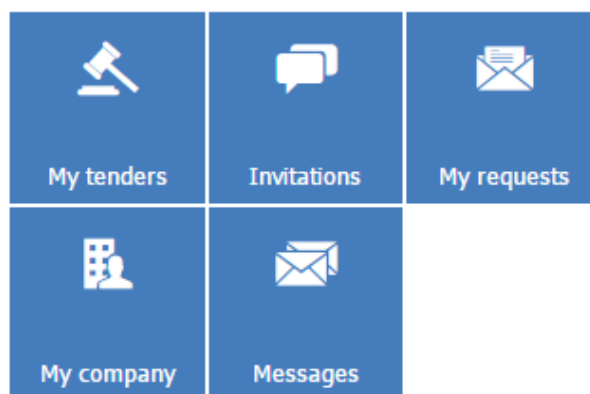 My tenders
Invitations
My requests
My company
Messages